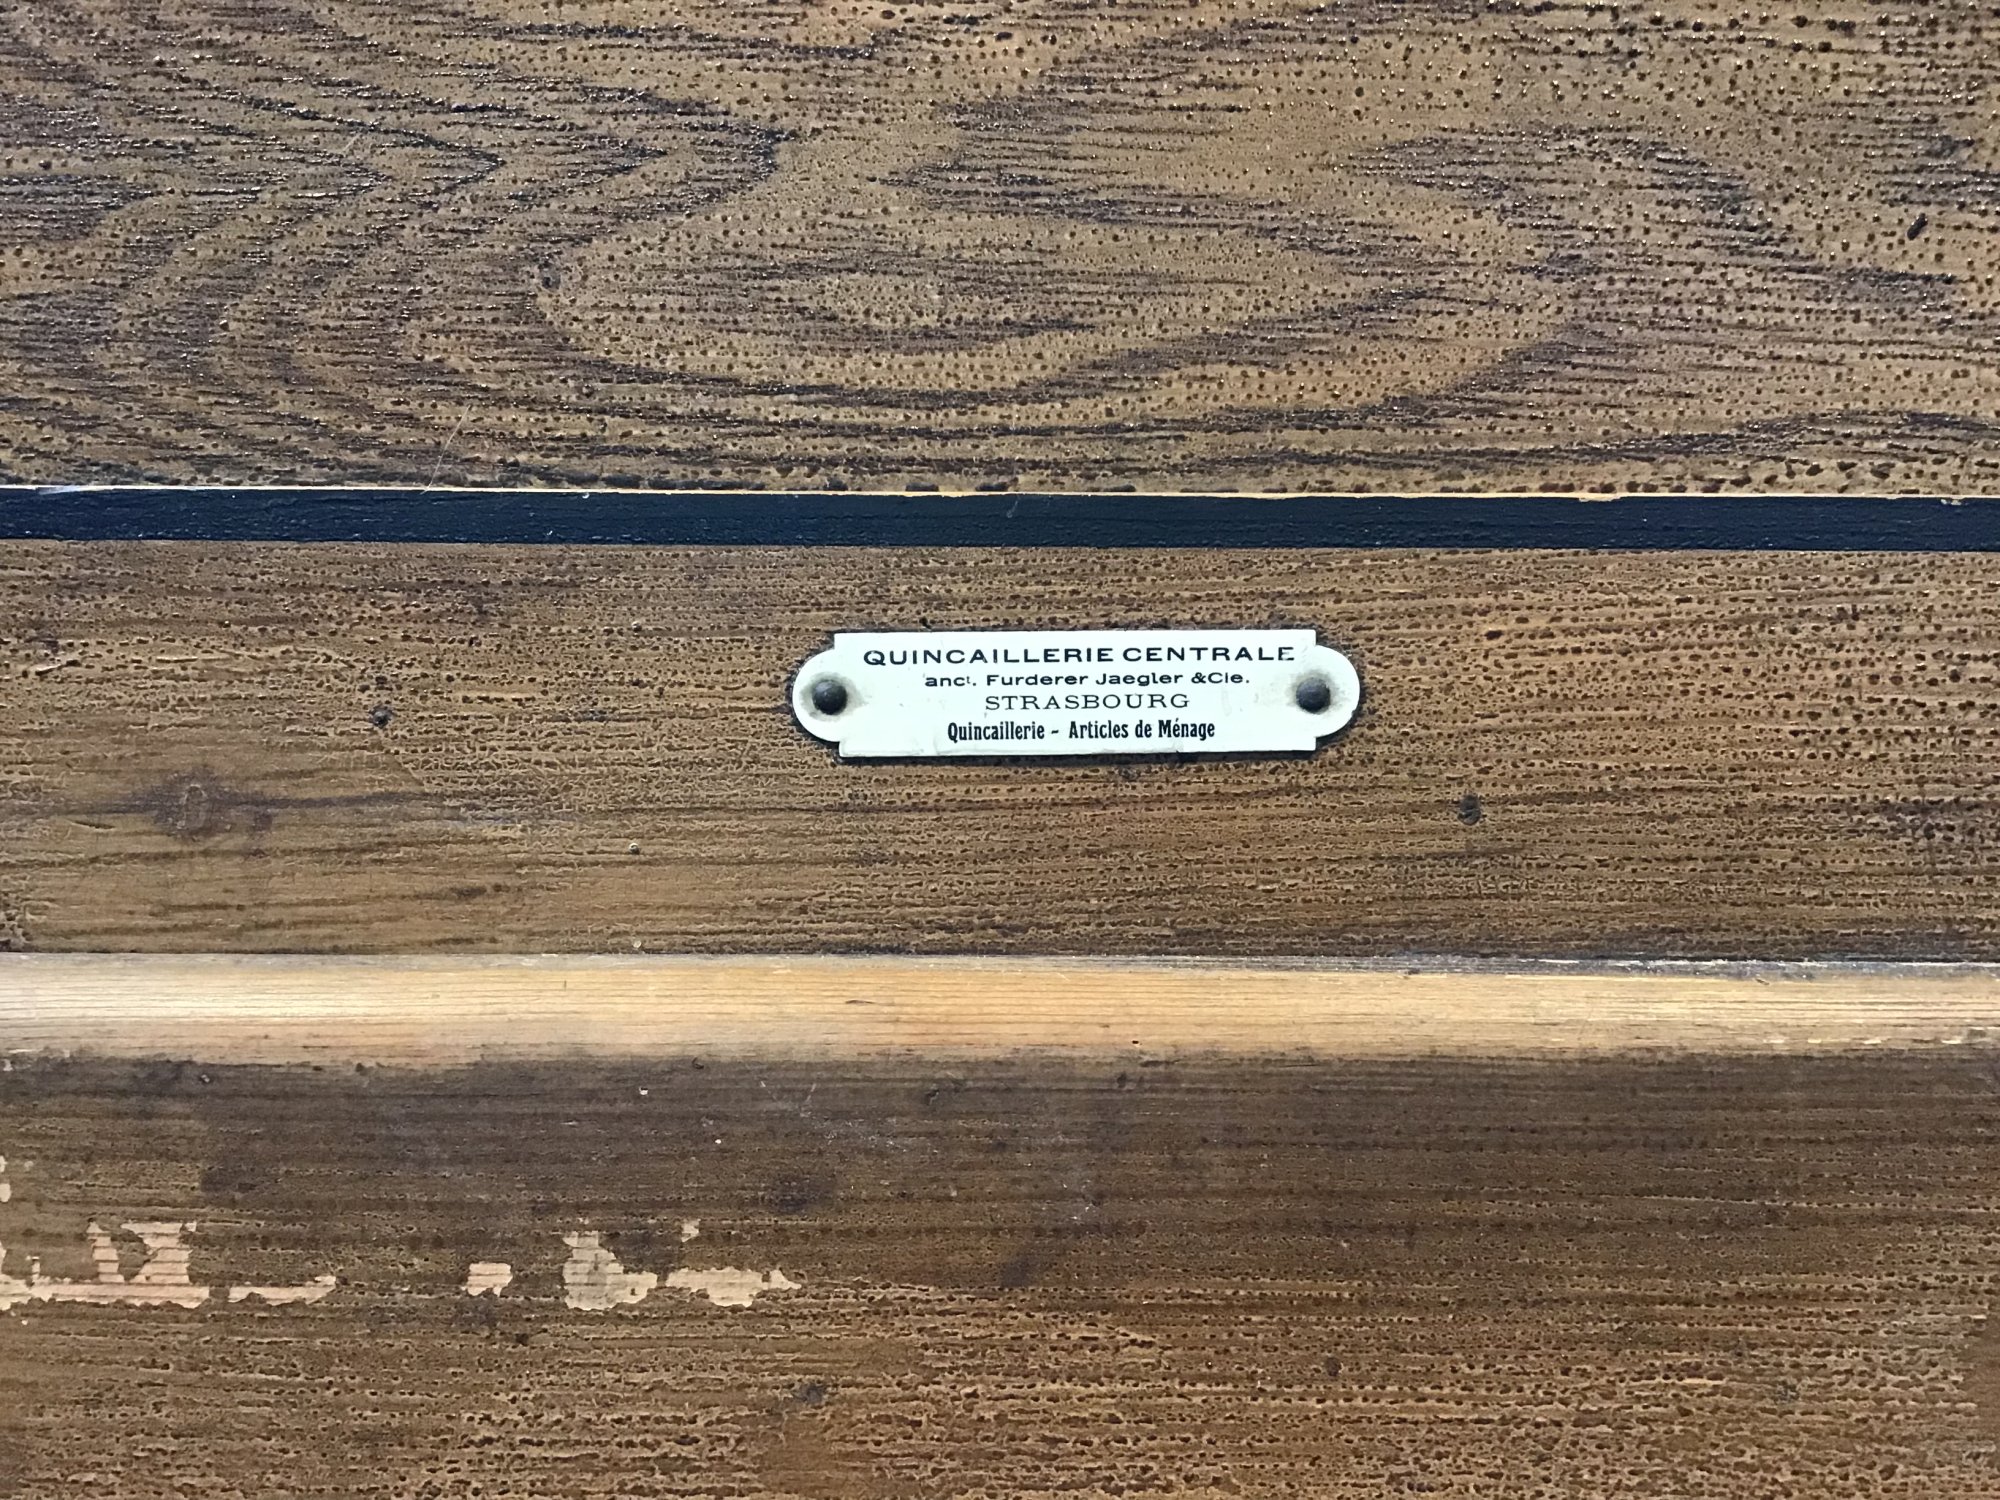 QUINCAILLERIE CENTRALE
anct. Furderer Jaegler & Cie.
STRASBOURG
Quincaillerie - Articles de Ménage